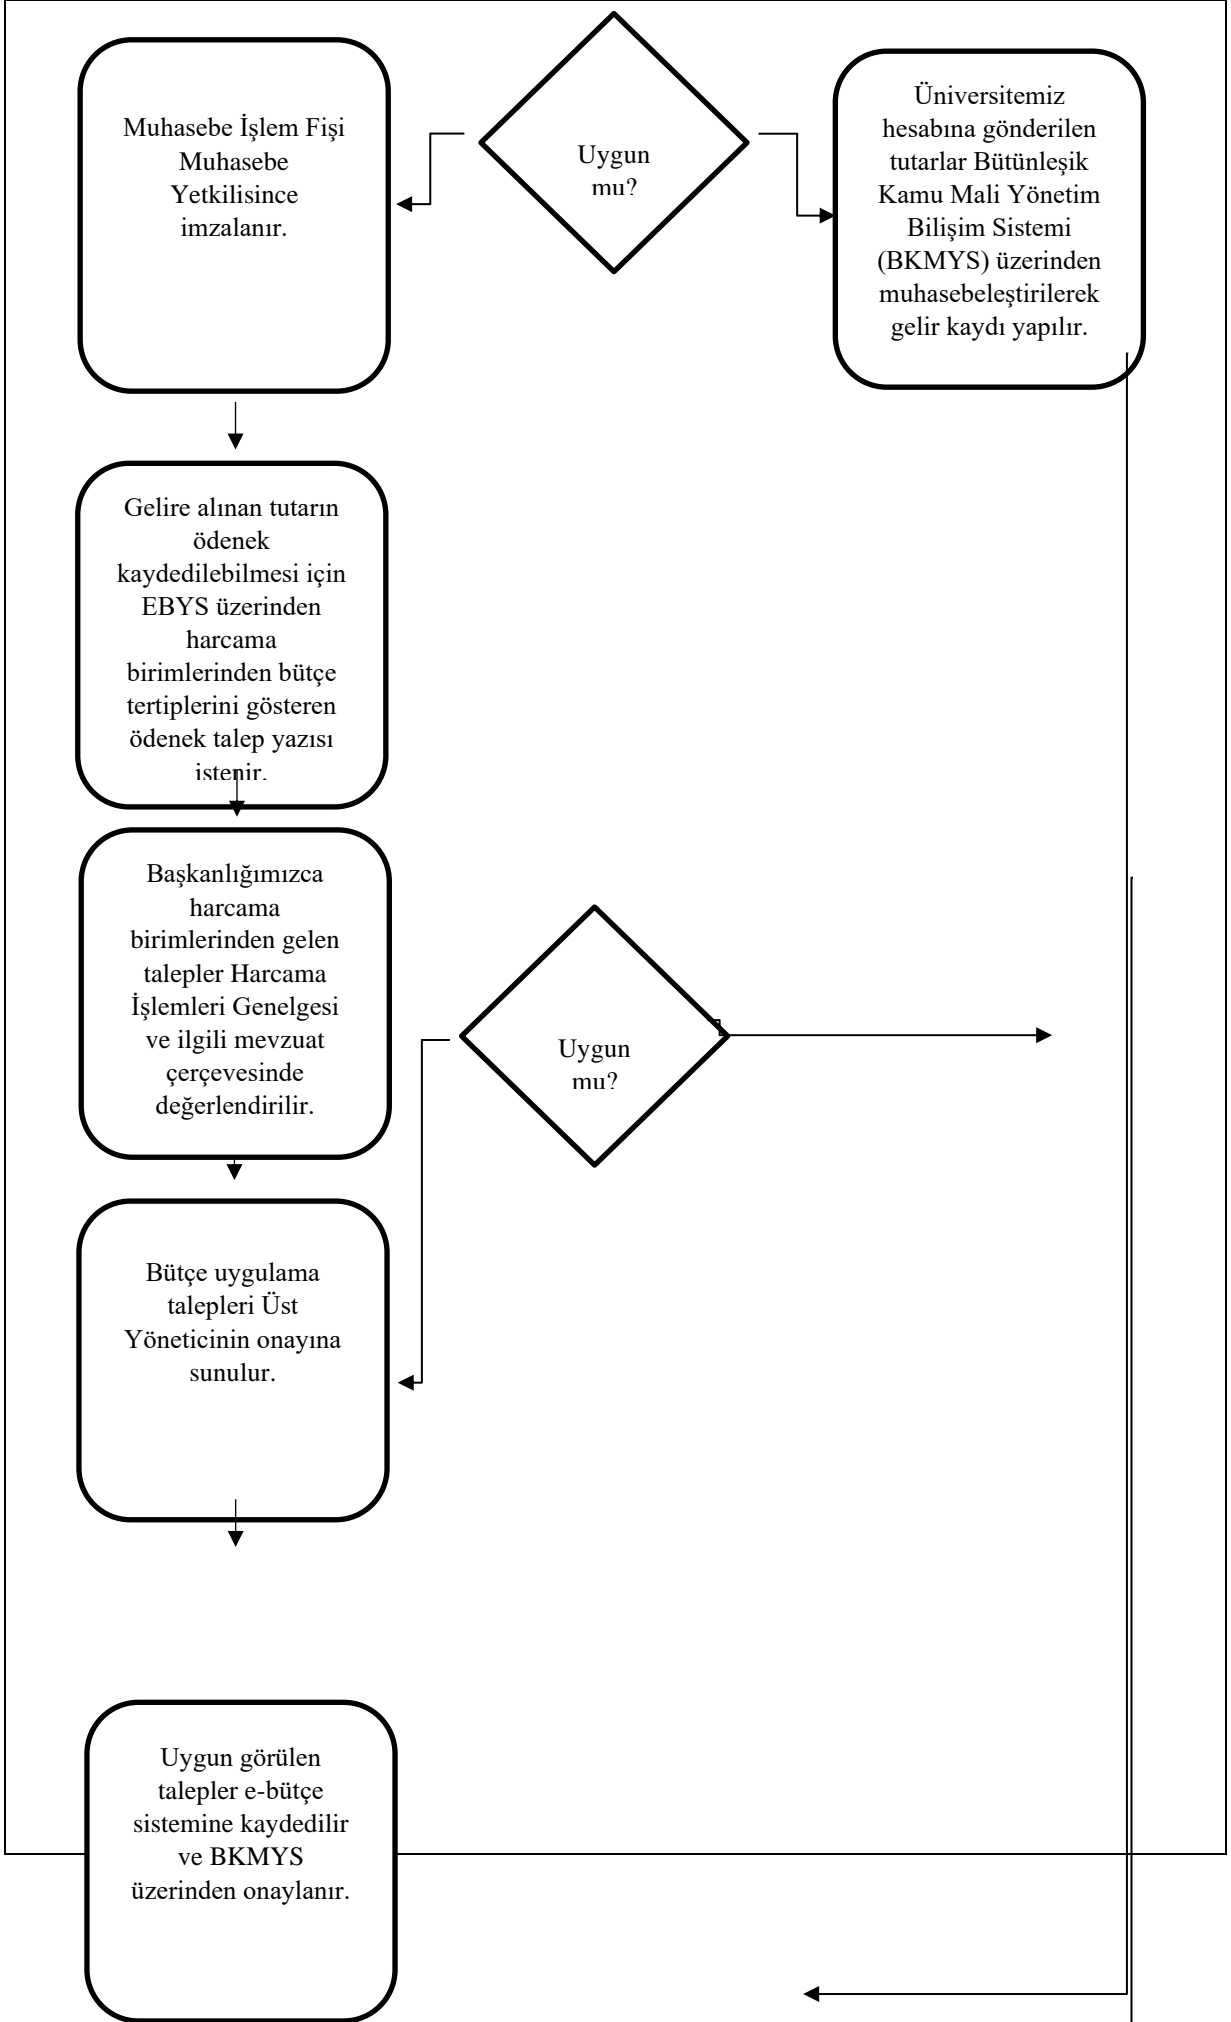 Muhasebe İşlem Fişi
Muhasebe
Yetkilisince
imzalanır.
Uygun
mu?
Üniversitemiz
hesabına gönderilen
tutarlar Bütünleşik
Kamu Mali Yönetim
Bilişim Sistemi
(BKMYS) üzerinden
muhasebeleştirilerek
gelir kaydı yapılır.
Gelire alınan tutarın
ödenek
kaydedilebilmesi için
EBYS üzerinden
harcama
birimlerinden bütçe
tertiplerini gösteren
ödenek talep yazısı
istenir.
Başkanlığımızca
harcama
birimlerinden gelen
talepler Harcama
İşlemleri Genelgesi
ve ilgili mevzuat
çerçevesinde
değerlendirilir.
Uygun
mu?
Bütçe uygulama
talepleri Üst
Yöneticinin onayına
sunulur.
Uygun görülen
talepler e-bütçe
sistemine kaydedilir
ve BKMYS
üzerinden onaylanır.